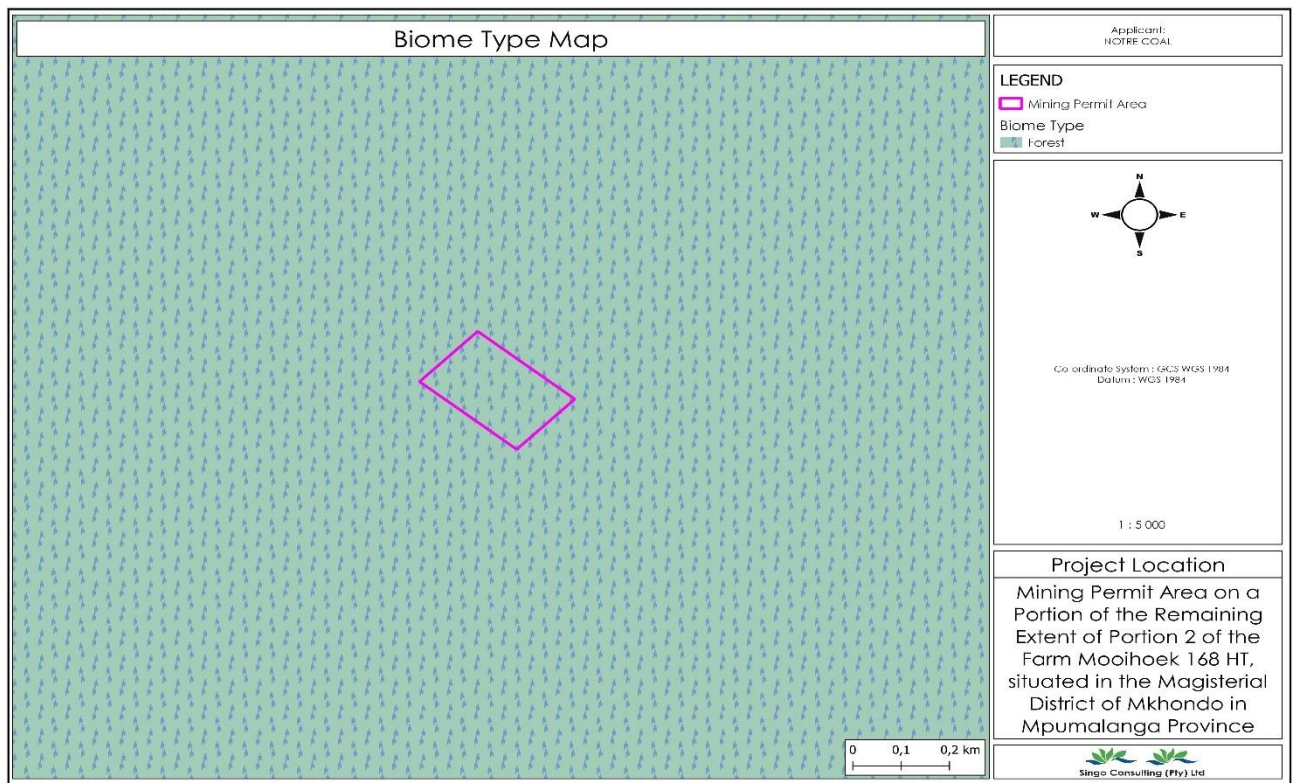 Biome Type Map
Applicant:
NOTRE COAL
LEGEND
Mining Permit Area
Biome Type
Forest
N
W E
S
Co ordinate System : GCS WGS 1984
Datum : WGS 1984
1 : 5 000
Project Location
Mining Permit Area on a
Portion of the Remaining
Extent of Portion 2 of the
Farm Mooihoek 168 HT,
situated in the Magisterial
District of Mkhondo in
Mpumalanga Province
0 0,1 0,2 km
Singo Consulting (Pty) Ltd